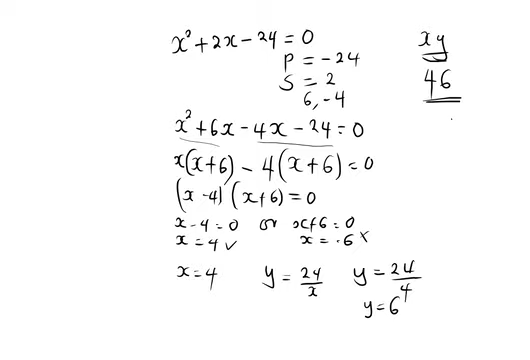 x² + 2x - 24 = 0
P = -24
S = 2
6, -4
x² + 6x - 4x - 24 = 0
x(x+6) - 4(x+6) = 0
(x-4)(x+6) = 0
x-4=0 or x+6=0
x=4 ✓ x=-6 ×
x=4 y = 24/x y = 24/4
y=6
xy
46